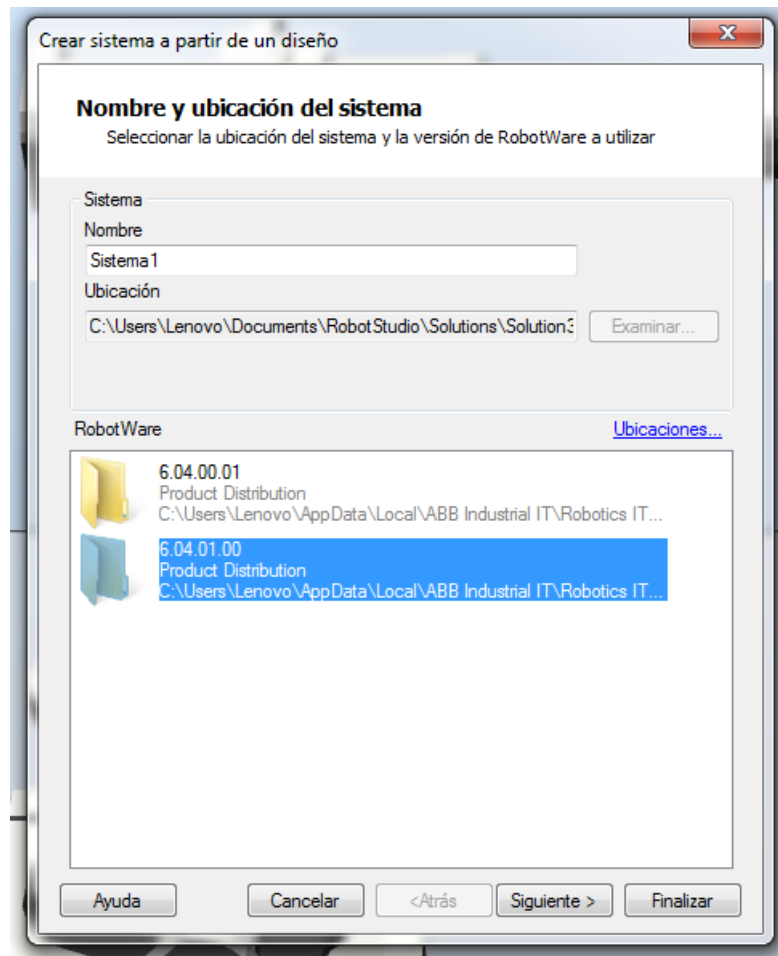 Crear sistema a partir de un diseño
Nombre y ubicación del sistema
Seleccionar la ubicación del sistema y la versión de RobotWare a utilizar
Sistema
Nombre
Sistema1
Ubicación
C:\Users\Lenovo\Documents\RobotStudio\Solutions\Solution3 Examinar...
RobotWare Ubicaciones...
6.04.00.01
Product Distribution
C:\Users\Lenovo\AppData\Local\ABB Industrial IT\Robotics IT...
6.04.01.00
Product Distribution
C:\Users\Lenovo\AppData\Local\ABB Industrial IT\Robotics IT...
Ayuda Cancelar <Atrás Siguiente > Finalizar